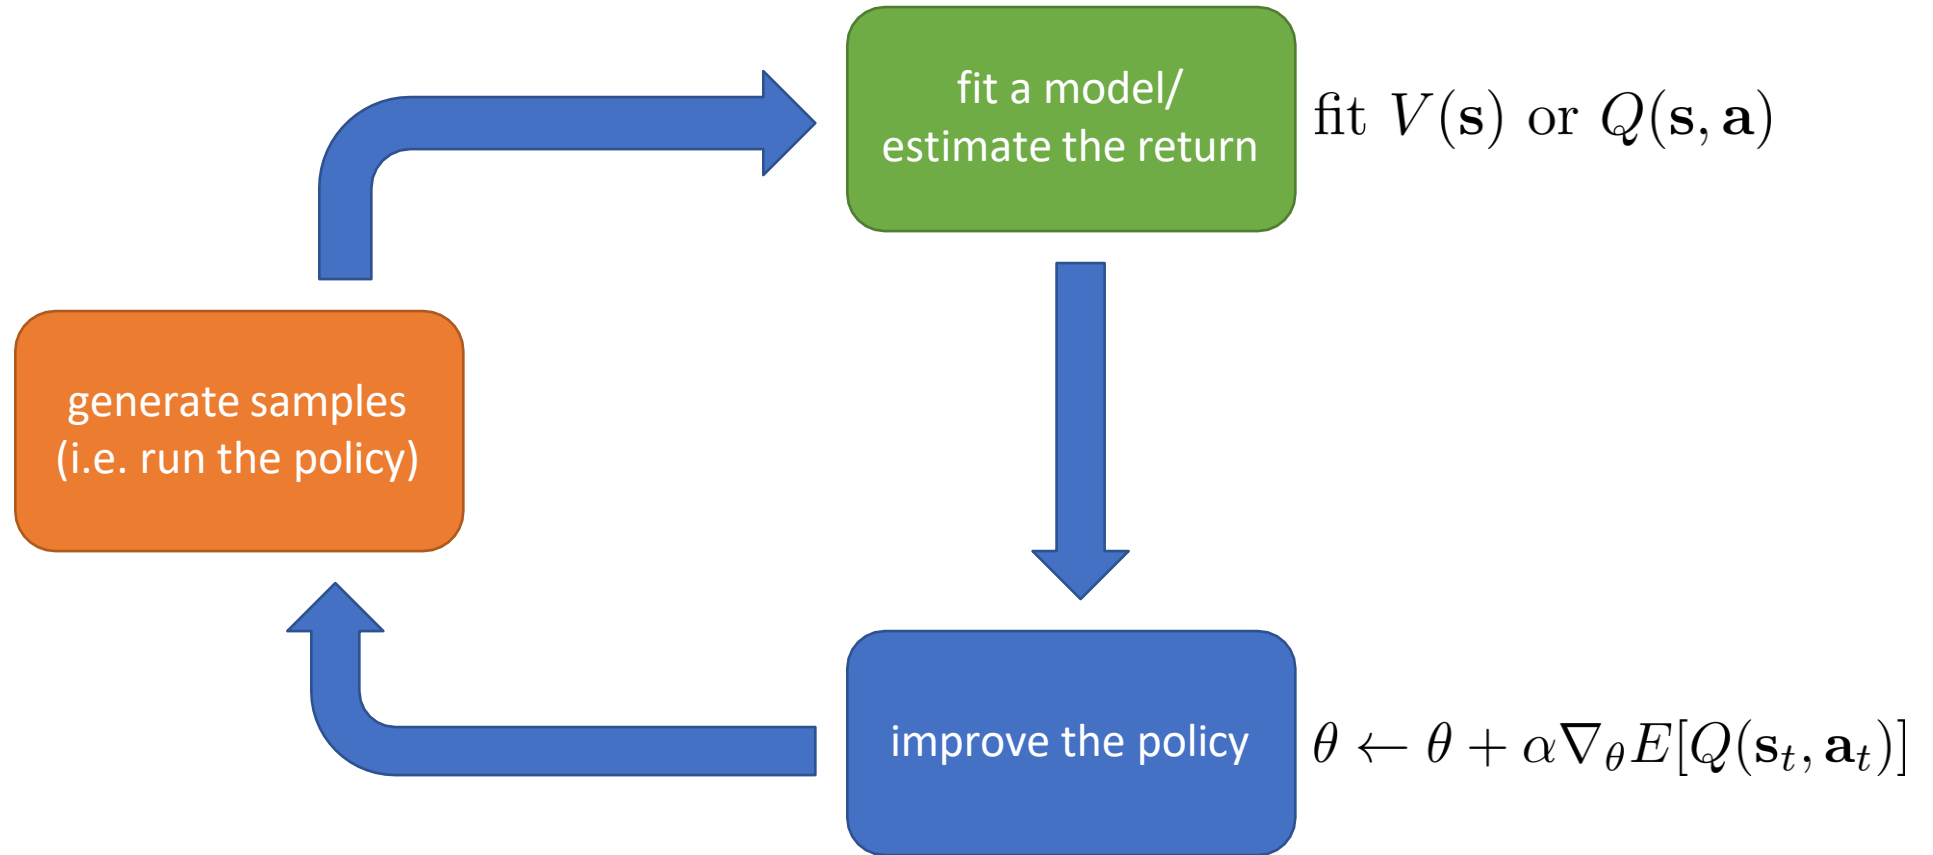 fit a model/
estimate the return
fit V(s) or Q(s, a)
generate samples
(i.e. run the policy)
improve the policy
θ ← θ + α∇θE[Q(sₜ, aₜ)]